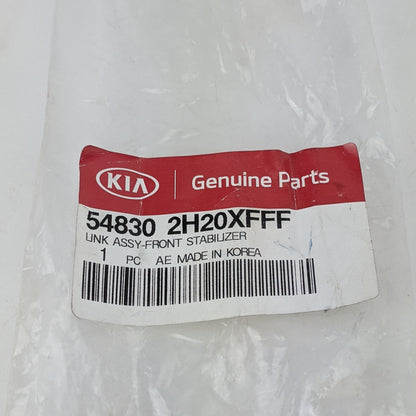 KIA Genuine Parts
54830 2H20XFFF
LINK ASSY-FRONT STABILIZER
1 PC AE MADE IN KOREA